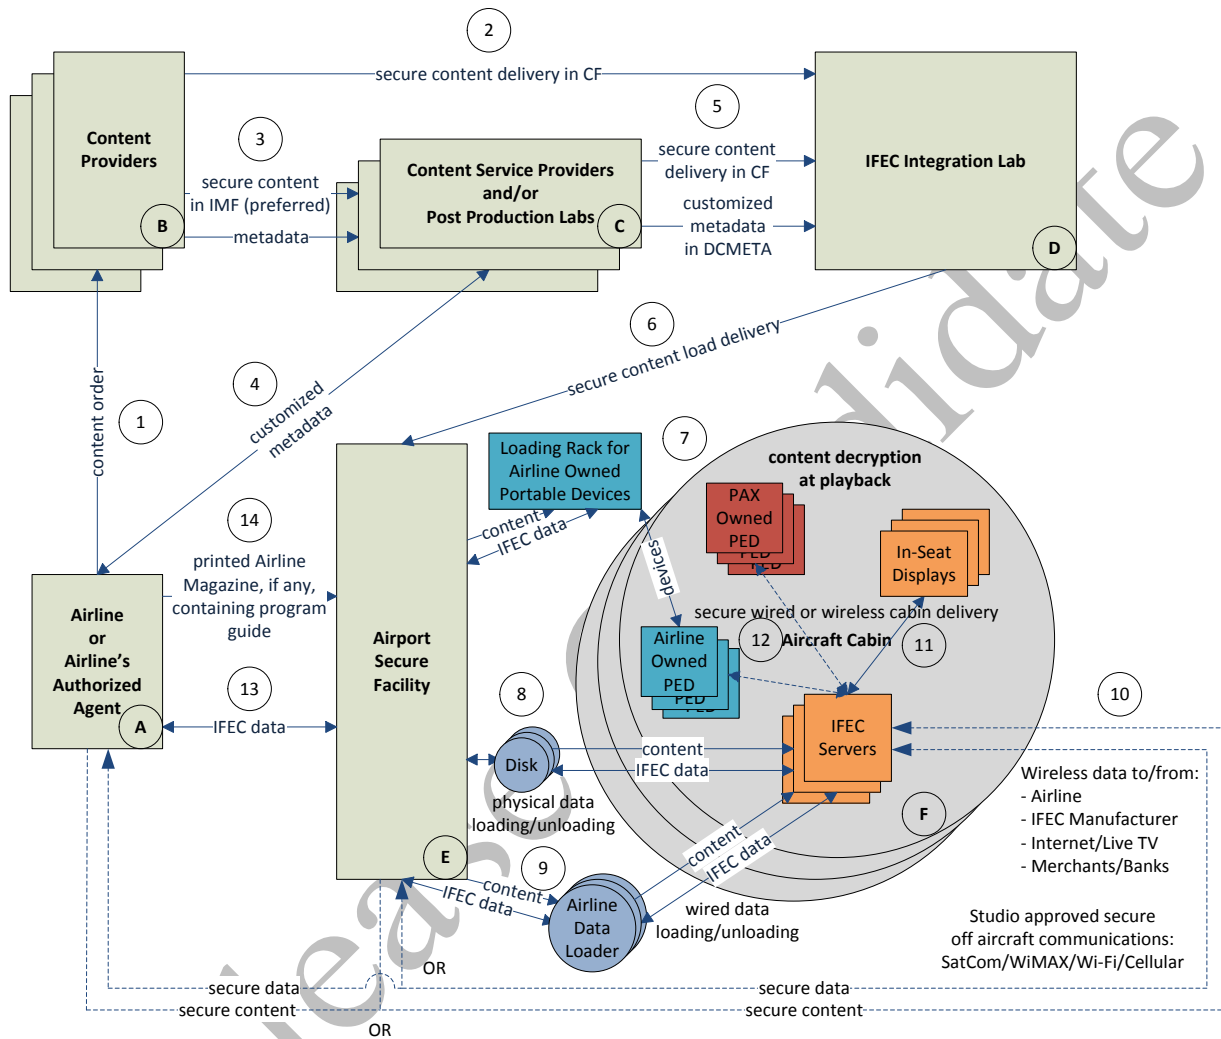 2
secure content delivery in CF
Content
Providers
B
3
secure content
in IMF (preferred)
metadata
Content Service Providers
and/or
Post Production Labs
C
5
secure content
delivery in CF
customized
metadata
in DCMETA
IFEC Integration Lab
D
1
content order
4
customized
metadata
6
secure content load delivery
7
Loading Rack for
Airline Owned
Portable Devices
content
IFEC data
devices
content decryption
at playback
PAX
Owned
PED
PED
PED
In-Seat
Displays
secure wired or wireless cabin delivery
12
Aircraft Cabin
11
Airline
Owned
PED
PED
PED
14
printed Airline
Magazine, if any,
containing program
guide
Airline
or
Airline's
Authorized
Agent
A
13
IFEC data
Airport
Secure
Facility
E
8
Disk
content
IFEC data
physical data
loading/unloading
IFEC
Servers
F
10
Wireless data to/from:
- Airline
- IFEC Manufacturer
- Internet/Live TV
- Merchants/Banks
9
content
IFEC data
Airline
Data
Loader
content
IFEC data
wired data
loading/unloading
Studio approved secure
off aircraft communications:
SatCom/WiMAX/Wi-Fi/Cellular
OR
secure data
secure content
secure data
secure content
OR
Release Candidate